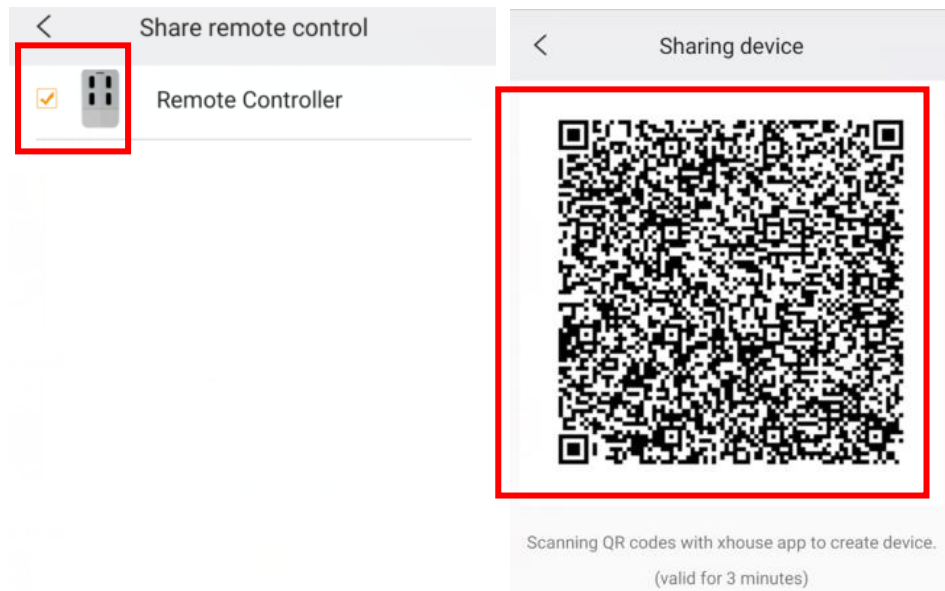 Share remote control
Remote Controller
Sharing device
Scanning QR codes with xhouse app to create device.
(valid for 3 minutes)